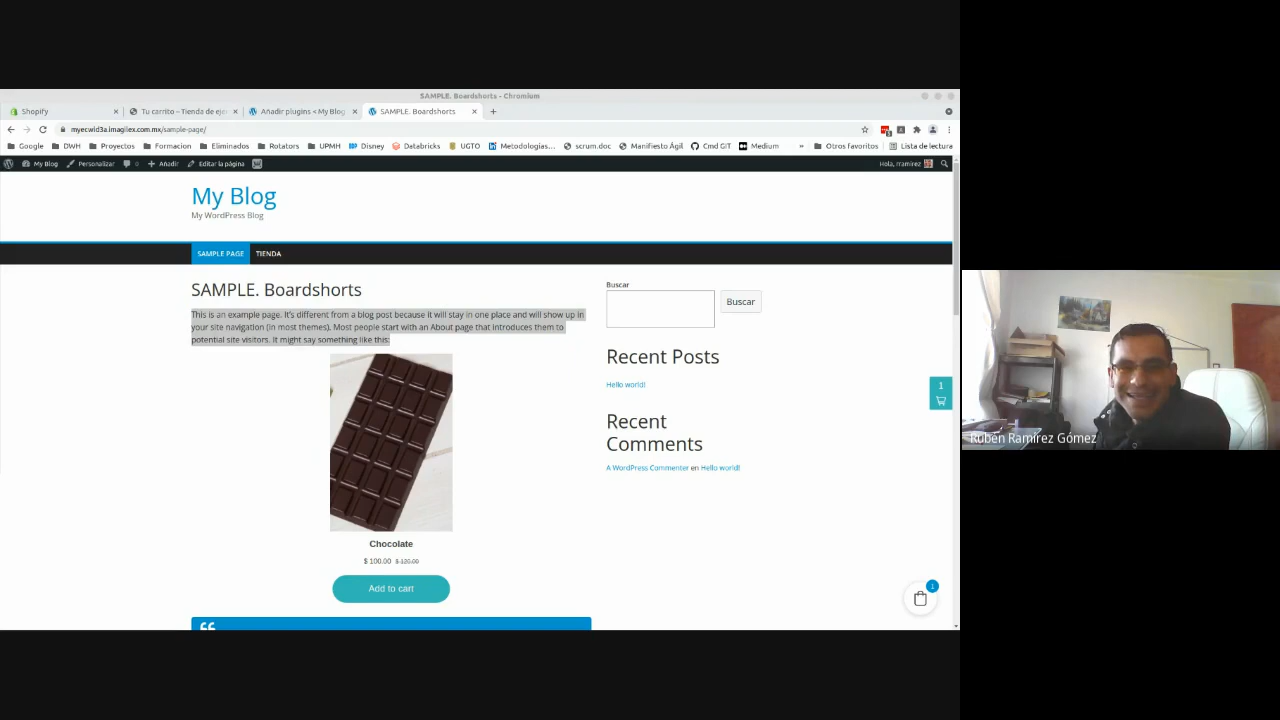 SAMPLE. Boardshorts - Chromium
Shopify
Tu carrito – Tienda de eje
Añadir plugins < My Blog
SAMPLE. Boardshorts
myecwid3a.imagilex.com.mx/sample-page/
Google DWH Proyectos Formacion Eliminados Rotators UPMH Disney Databricks UGTO Metodologias... scrum.doc Manifiesto Ágil Cmd GIT Medium » Otros favoritos Lista de lectura
My Blog Personalizar 0 Añadir Editar la página Hola, rramirez
My Blog
My WordPress Blog
SAMPLE PAGE TIENDA
SAMPLE. Boardshorts
This is an example page. It's different from a blog post because it will stay in one place and will show up in
your site navigation (in most themes). Most people start with an About page that introduces them to
potential site visitors. It might say something like this:
Chocolate
$ 100.00 $ 120.00
Add to cart
Buscar
Buscar
Recent Posts
Hello world!
Recent
Comments
A WordPress Commenter en Hello world!
1
1
Rubén Ramírez Gómez